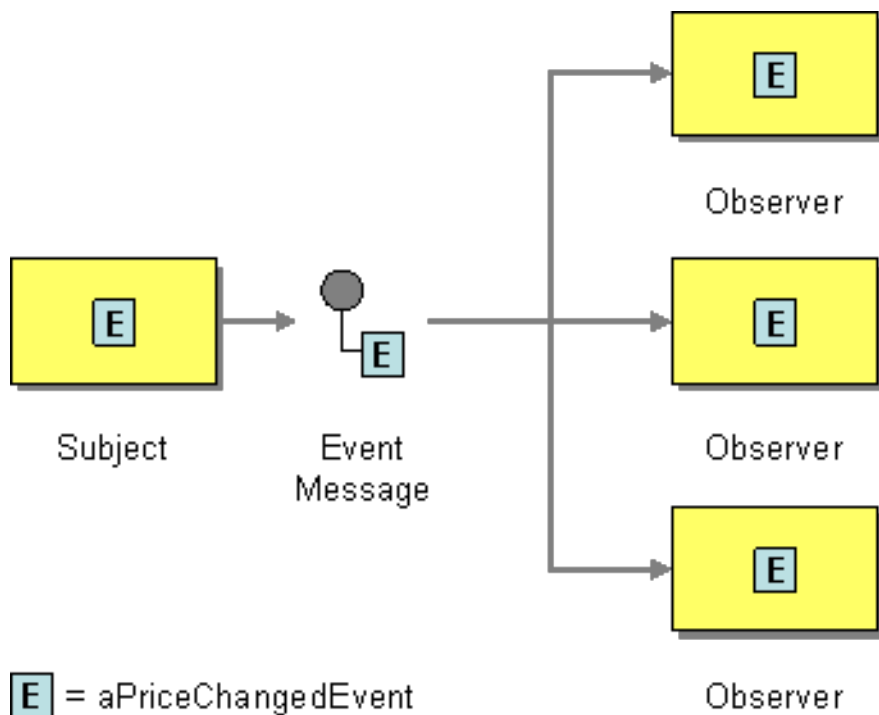 E
Observer
E
Subject
E
Event
Message
E
Observer
E
Observer
E = aPriceChangedEvent